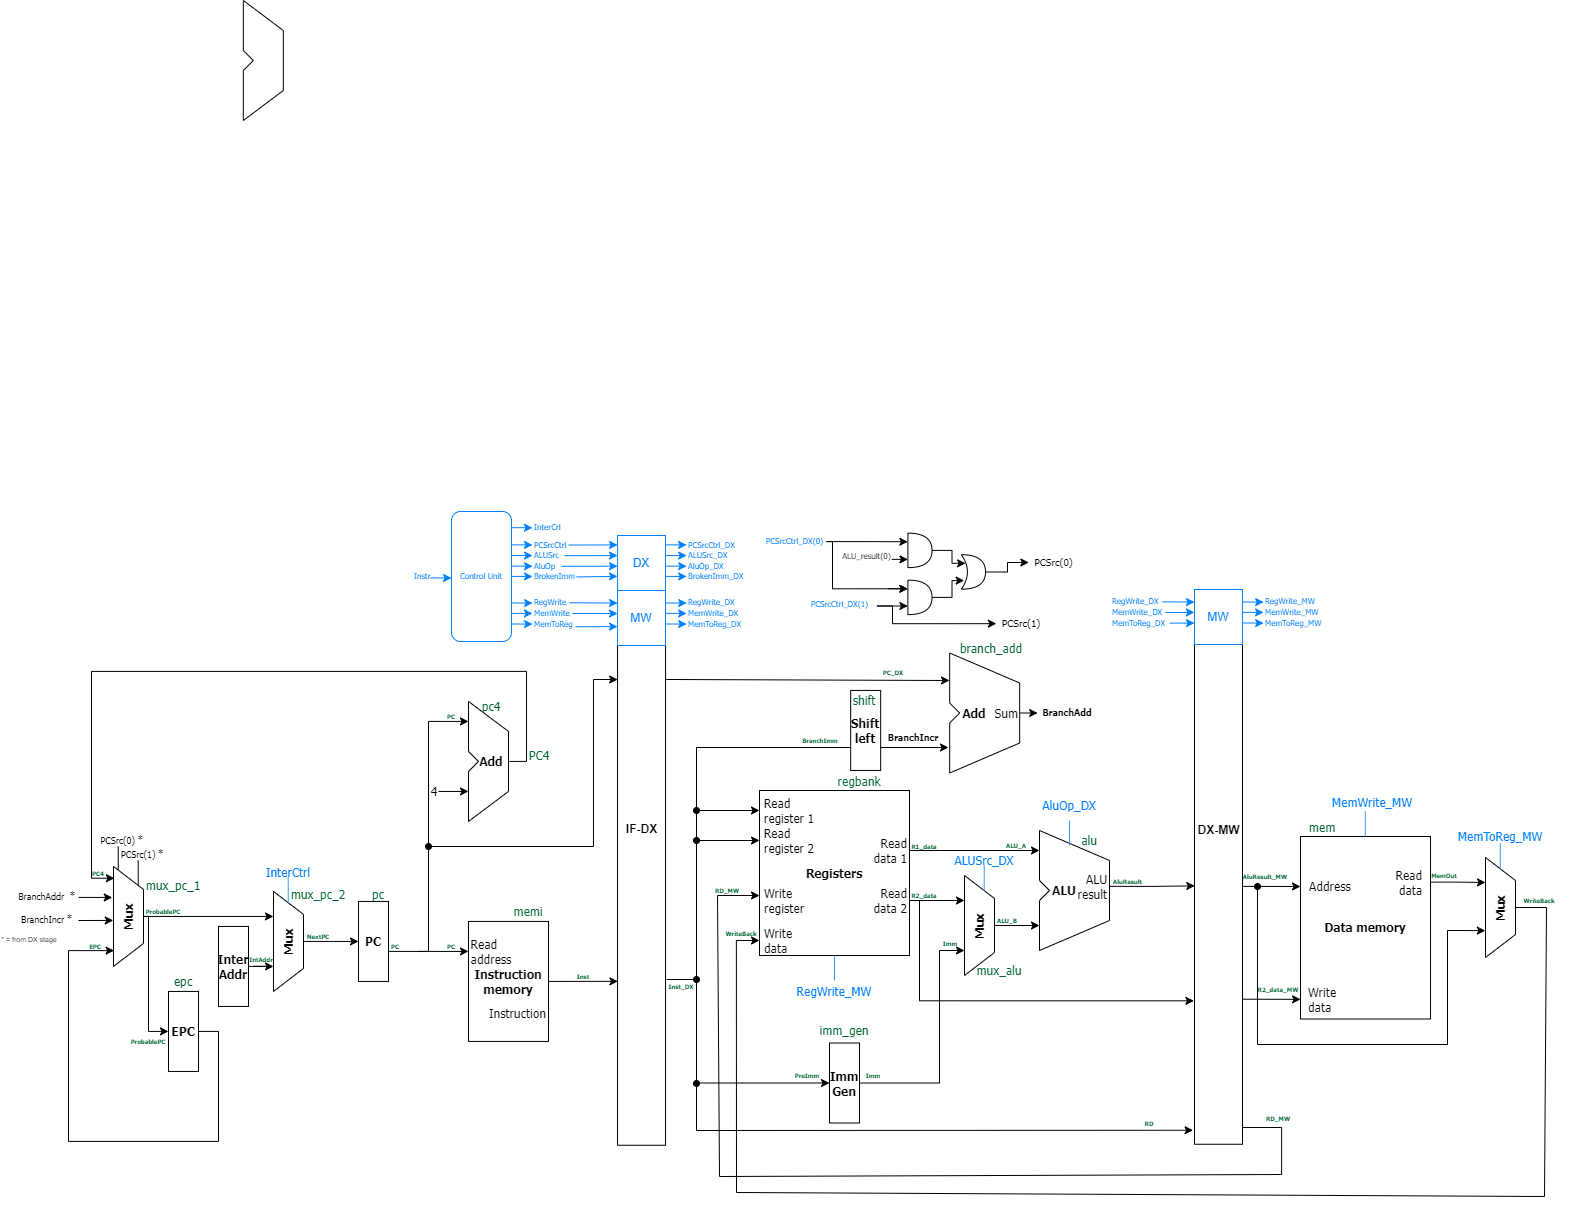 InterCrl
PCSrcCtrl
ALUSrc
AluOp
BrokenImm
Instr
Control Unit
RegWrite
MemWrite
MemToReg
DX
MW
PCSrcCtrl_DX
ALUSrc_DX
AluOp_DX
BrokenImm_DX
RegWrite_DX
MemWrite_DX
MemToReg_DX
PCSrcCtrl_DX(0)
ALU_result(0)
PCSrcCtrl_DX(1)
PCSrc(0)
PCSrc(1)
RegWrite_DX
MemWrite_DX
MemToReg_DX
MW
RegWrite_MW
MemWrite_MW
MemToReg_MW
PC4
BranchAddr *
BranchIncr *
* = from DX stage
EPC
PCSrc(0) *
PCSrc(1) *
mux_pc_1
Mux
ProbablePC
epc
EPC
ProbablePC
Inter
Addr
IntAddr
InterCtrl
mux_pc_2
Mux
NextPC
pc
PC
PC
PC
PC
pc4
Add
4
PC4
memi
Read
address
Instruction
memory
Instruction
Inst
IF-DX
PC_DX
Inst_DX
BranchImm
shift
Shift
left
BranchIncr
branch_add
Add
Sum
BranchAdd
regbank
Read
register 1
Read
register 2
Registers
Write
register
Write
data
Read
data 1
Read
data 2
RD_MW
WriteBack
RegWrite_MW
R1_data
R2_data
ALU_A
ALUSrc_DX
Mux
mux_alu
Imm
ALU_B
AluOp_DX
alu
ALU
ALU
result
AluResult
imm_gen
PreImm
Imm
Gen
Imm
RD
DX-MW
AluResult_MW
R2_data_MW
RD_MW
MemWrite_MW
mem
Address
Read
data
Data memory
Write
data
MemOut
MemToReg_MW
Mux
WriteBack